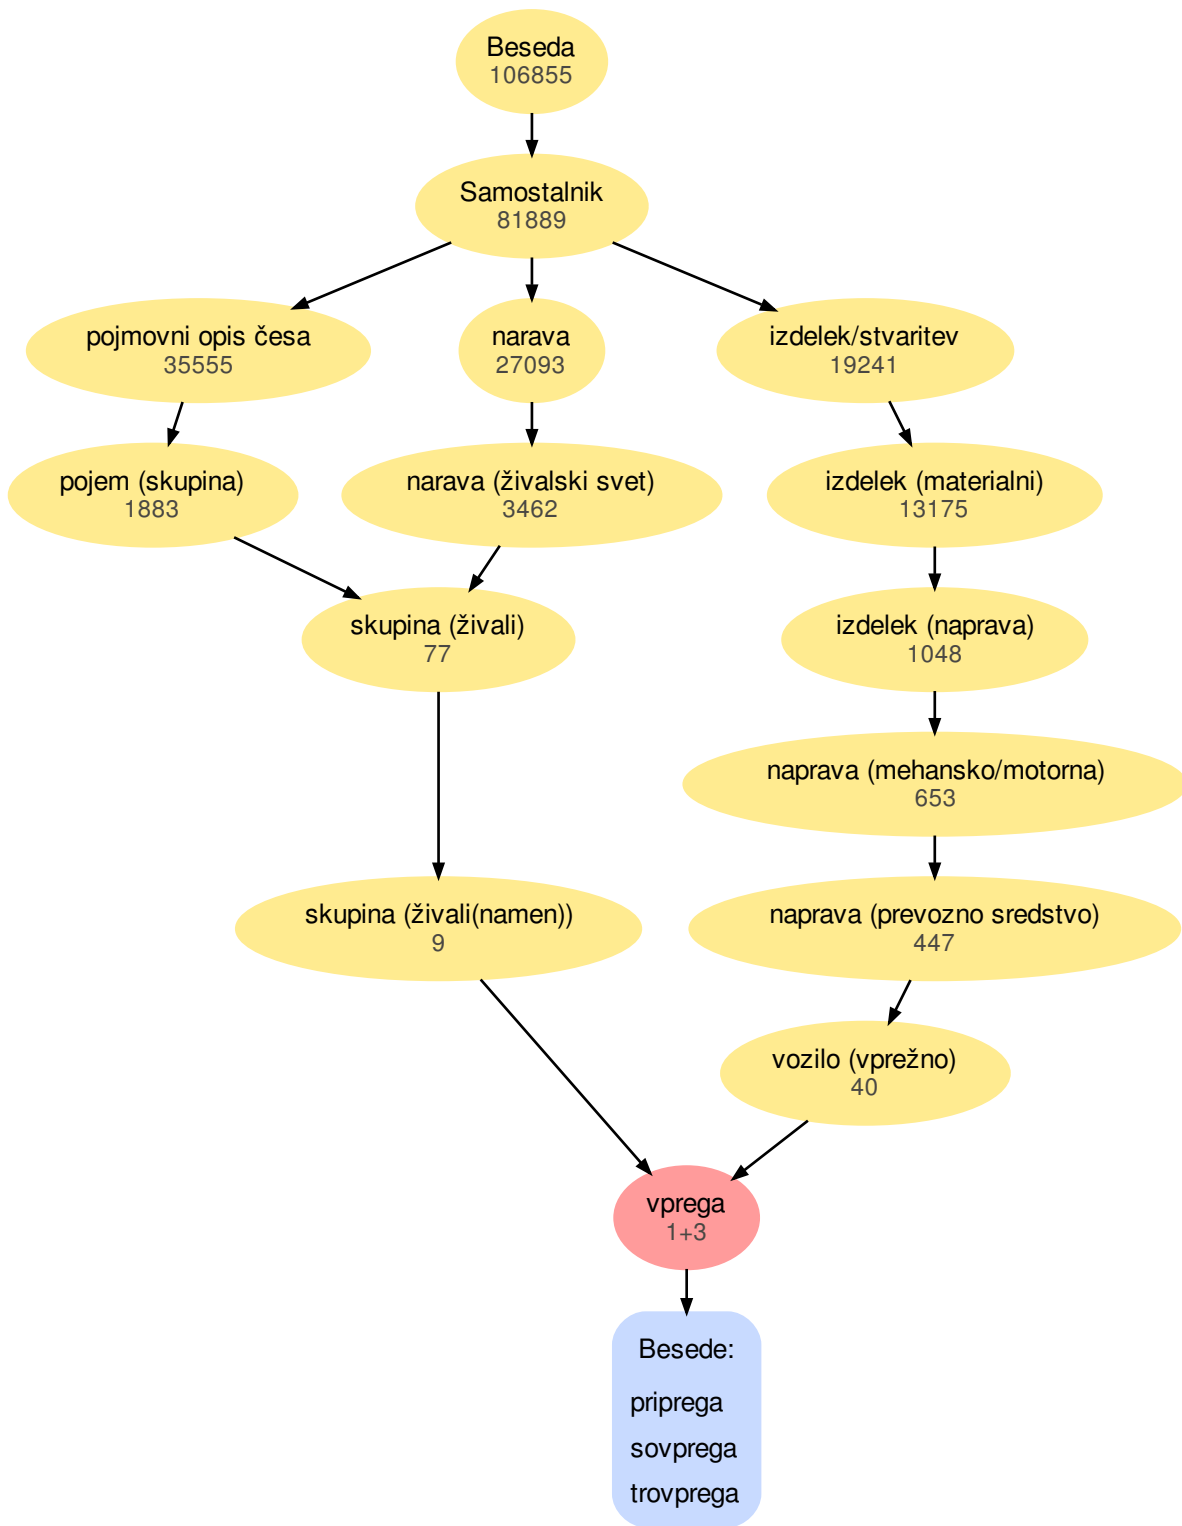 Beseda
106855
Samostalnik
81889
pojmovni opis česa
35555
narava
27093
izdelek/stvaritev
19241
pojem (skupina)
1883
narava (živalski svet)
3462
izdelek (materialni)
13175
skupina (živali)
77
izdelek (naprava)
1048
naprava (mehansko/motorna)
653
skupina (živali(namen))
9
naprava (prevozno sredstvo)
447
vozilo (vprežno)
40
vprega
1+3
Besede:
priprega
sovprega
trovprega